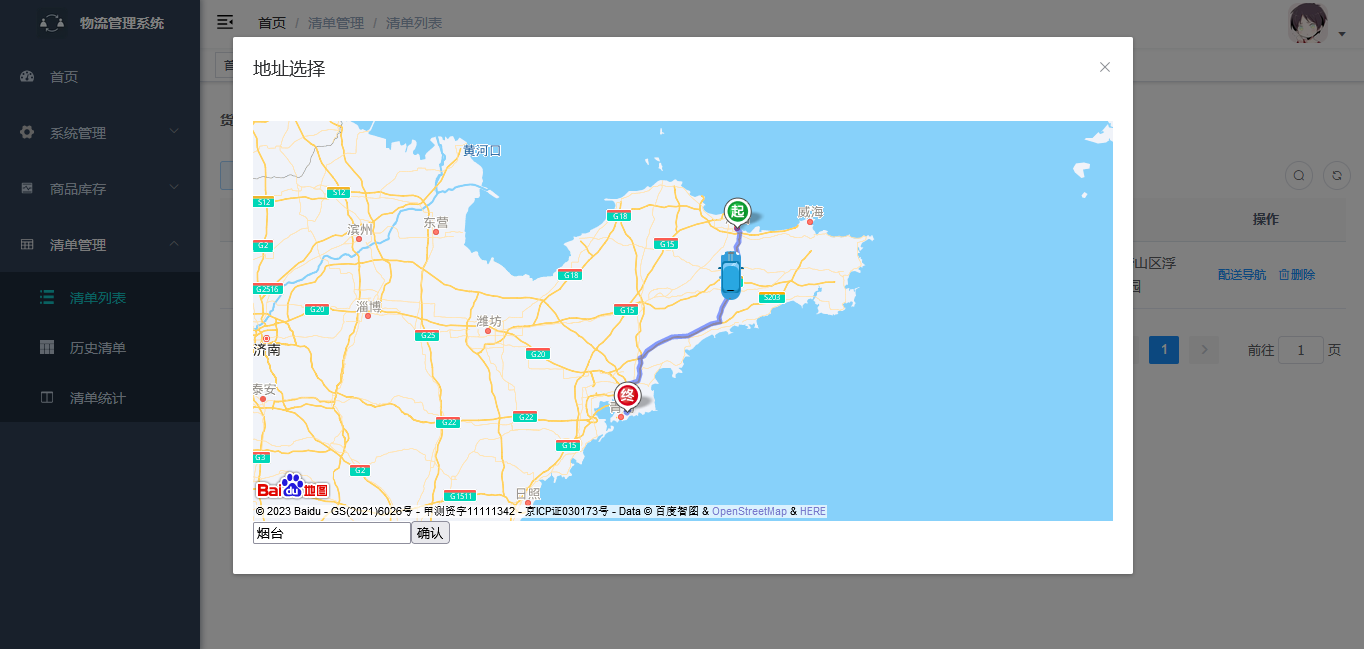 物流管理系统
首页 / 清单管理 / 清单列表
首页
系统管理
商品库存
清单管理
清单列表
历史清单
清单统计
地址选择
黄河口
S12
S12
滨州
东营
G18
起
威海
G15
G2
G18
G2516
G20
淄博
G15
S203
潍坊
G25
济南
G20
泰安
终
G22
G22
G15
G3
G2
日照
G1511
Bai du 地图
© 2023 Baidu - GS(2021)6026号 - 甲测资字11111342 - 京ICP证030173号 - Data © 百度智图 & OpenStreetMap & HERE
烟台 确认
操作
山区浮
园
配送导航 删除
1
前往 1 页